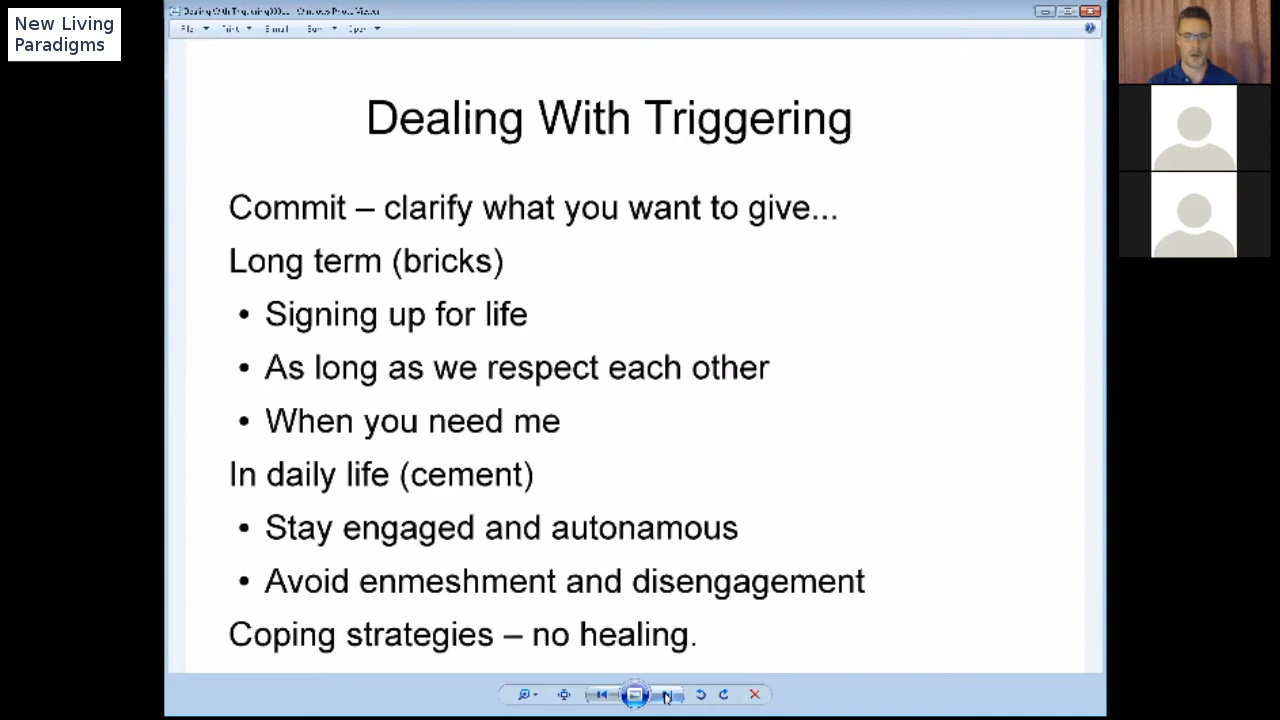 New Living
Paradigms
Dealing With Triggering
Commit – clarify what you want to give...
Long term (bricks)
• Signing up for life
• As long as we respect each other
• When you need me
In daily life (cement)
• Stay engaged and autonamous
• Avoid enmeshment and disengagement
Coping strategies – no healing.